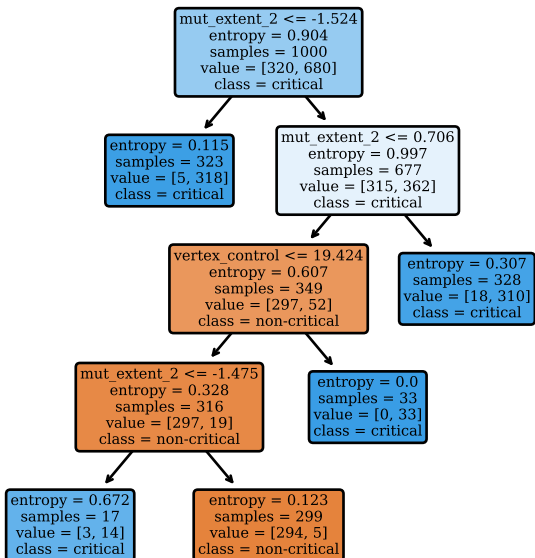 mut_extent_2 <= -1.524
entropy = 0.904
samples = 1000
value = [320, 680]
class = critical
entropy = 0.115
samples = 323
value = [5, 318]
class = critical
mut_extent_2 <= 0.706
entropy = 0.997
samples = 677
value = [315, 362]
class = critical
vertex_control <= 19.424
entropy = 0.607
samples = 349
value = [297, 52]
class = non-critical
entropy = 0.307
samples = 328
value = [18, 310]
class = critical
mut_extent_2 <= -1.475
entropy = 0.328
samples = 316
value = [297, 19]
class = non-critical
entropy = 0.0
samples = 33
value = [0, 33]
class = critical
entropy = 0.672
samples = 17
value = [3, 14]
class = critical
entropy = 0.123
samples = 299
value = [294, 5]
class = non-critical